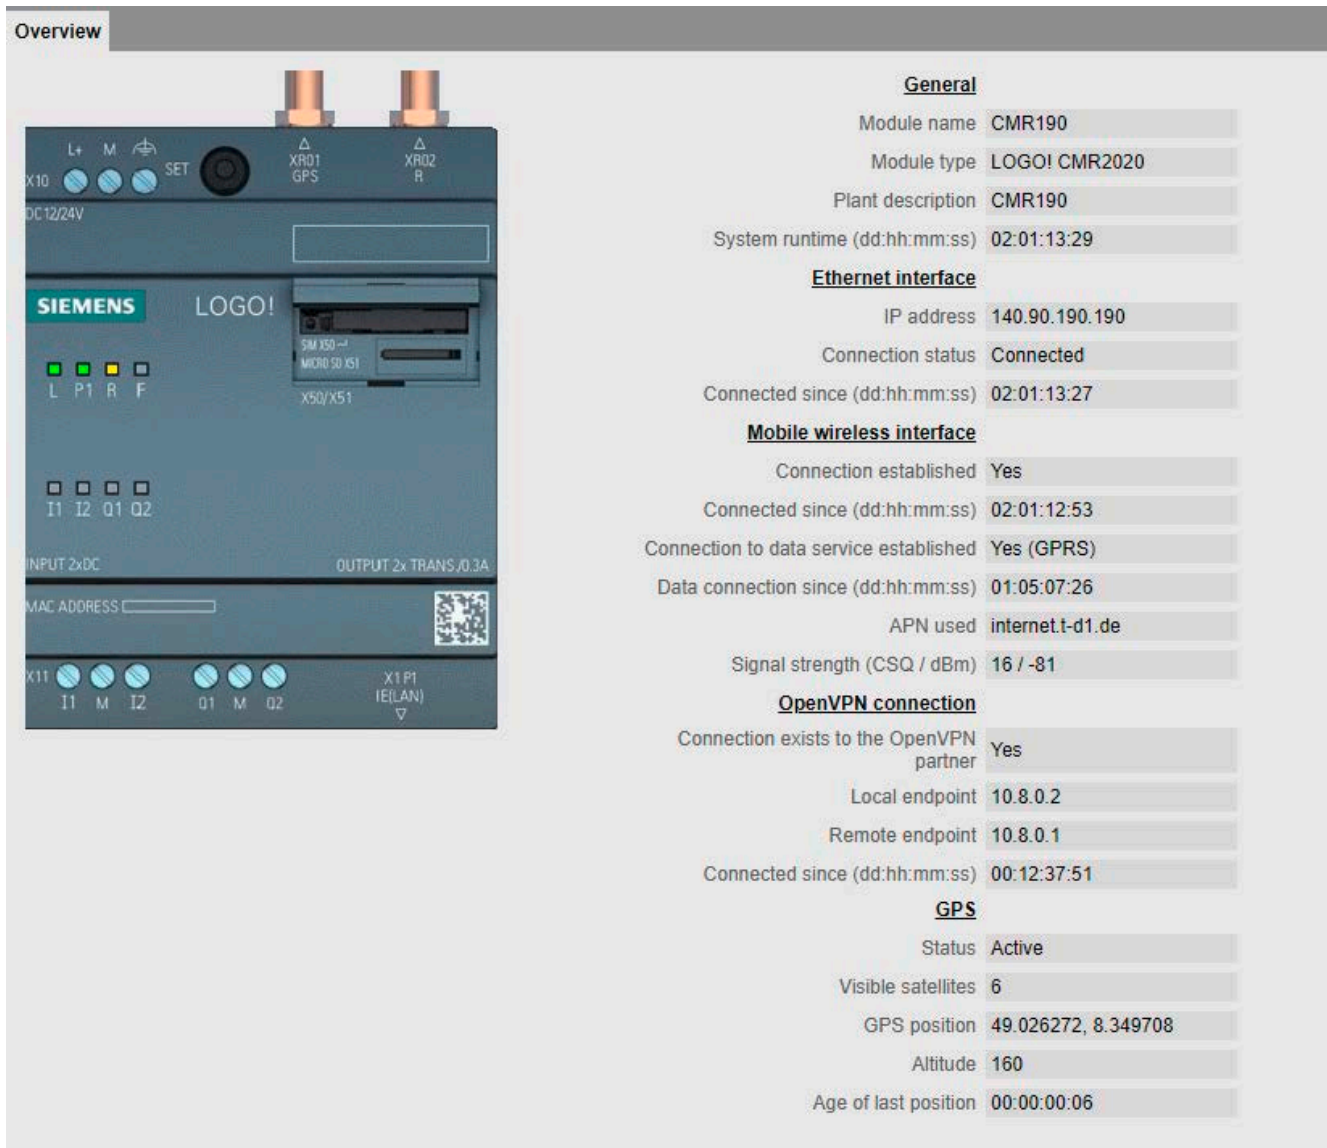 Overview
L+ M
SET
XR01
GPS
XR02
R
X10
DC12/24V
SIEMENS
LOGO!
SIM X50
MICRO SD X51
X50/X51
L P1 R F
I1 I2 Q1 Q2
INPUT 2xDC
OUTPUT 2x TRANS./0.3A
MAC ADDRESS
X11
I1 M I2
Q1 M Q2
X1 P1
IE(LAN)
General
Module name CMR190
Module type LOGO! CMR2020
Plant description CMR190
System runtime (dd:hh:mm:ss) 02:01:13:29
Ethernet interface
IP address 140.90.190.190
Connection status Connected
Connected since (dd:hh:mm:ss) 02:01:13:27
Mobile wireless interface
Connection established Yes
Connected since (dd:hh:mm:ss) 02:01:12:53
Connection to data service established Yes (GPRS)
Data connection since (dd:hh:mm:ss) 01:05:07:26
APN used internet.t-d1.de
Signal strength (CSQ / dBm) 16 / -81
OpenVPN connection
Connection exists to the OpenVPN
partner Yes
Local endpoint 10.8.0.2
Remote endpoint 10.8.0.1
Connected since (dd:hh:mm:ss) 00:12:37:51
GPS
Status Active
Visible satellites 6
GPS position 49.026272, 8.349708
Altitude 160
Age of last position 00:00:00:06